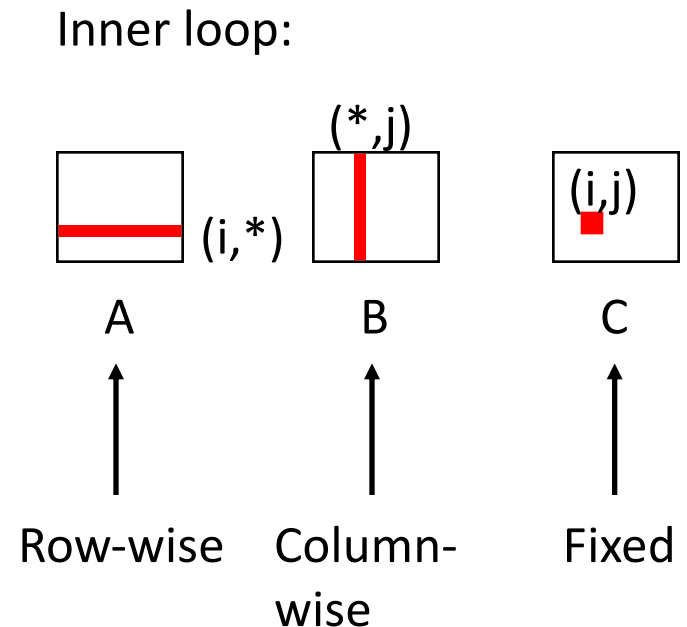 Inner loop:
(*,j)
(i,j)
(i,*)
A B C
Row-wise Column- Fixed
wise